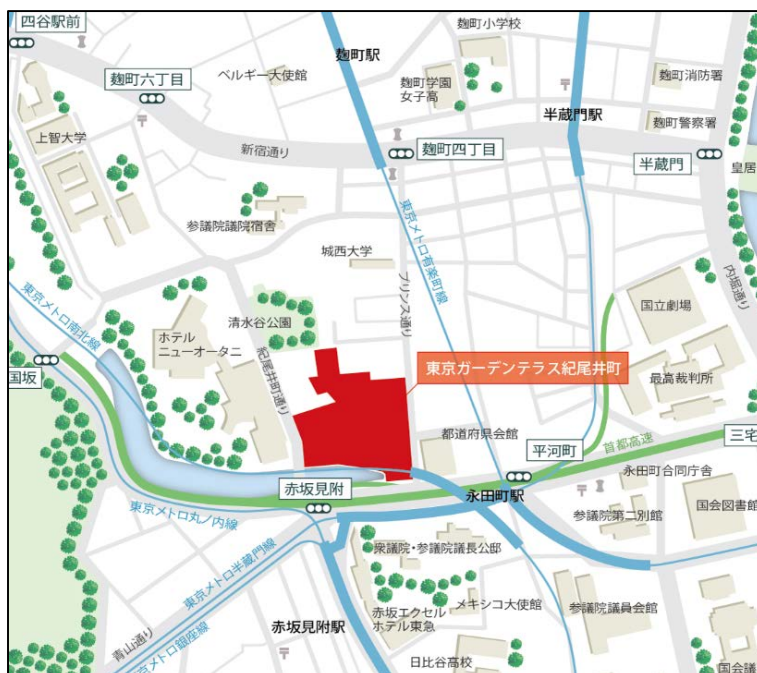 四谷駅前
麹町六丁目
ベルギー大使館
麹町駅
麹町小学校
麹町学園
女子高
半蔵門駅
麹町消防署
麹町警察署
上智大学
新宿通り
麹町四丁目
半蔵門
皇居
参議院議員宿舎
城西大学
東京メトロ有楽町線
プリンス通り
内堀通り
東京メトロ南北線
清水谷公園
国立劇場
ホテル
ニューオータニ
紀尾井町通り
東京ガーデンテラス紀尾井町
最高裁判所
国坂
都道府県会館
平河町
首都高速
三宅
赤坂見附
永田町駅
永田町合同庁舎
東京メトロ丸ノ内線
参議院第二別館
国会図書館
東京メトロ半蔵門線
衆議院・参議院議長公邸
青山通り
京メトロ銀座線
赤坂見附駅
赤坂エクセル
ホテル東急
メキシコ大使館
参議院議員会館
日比谷高校
国会議